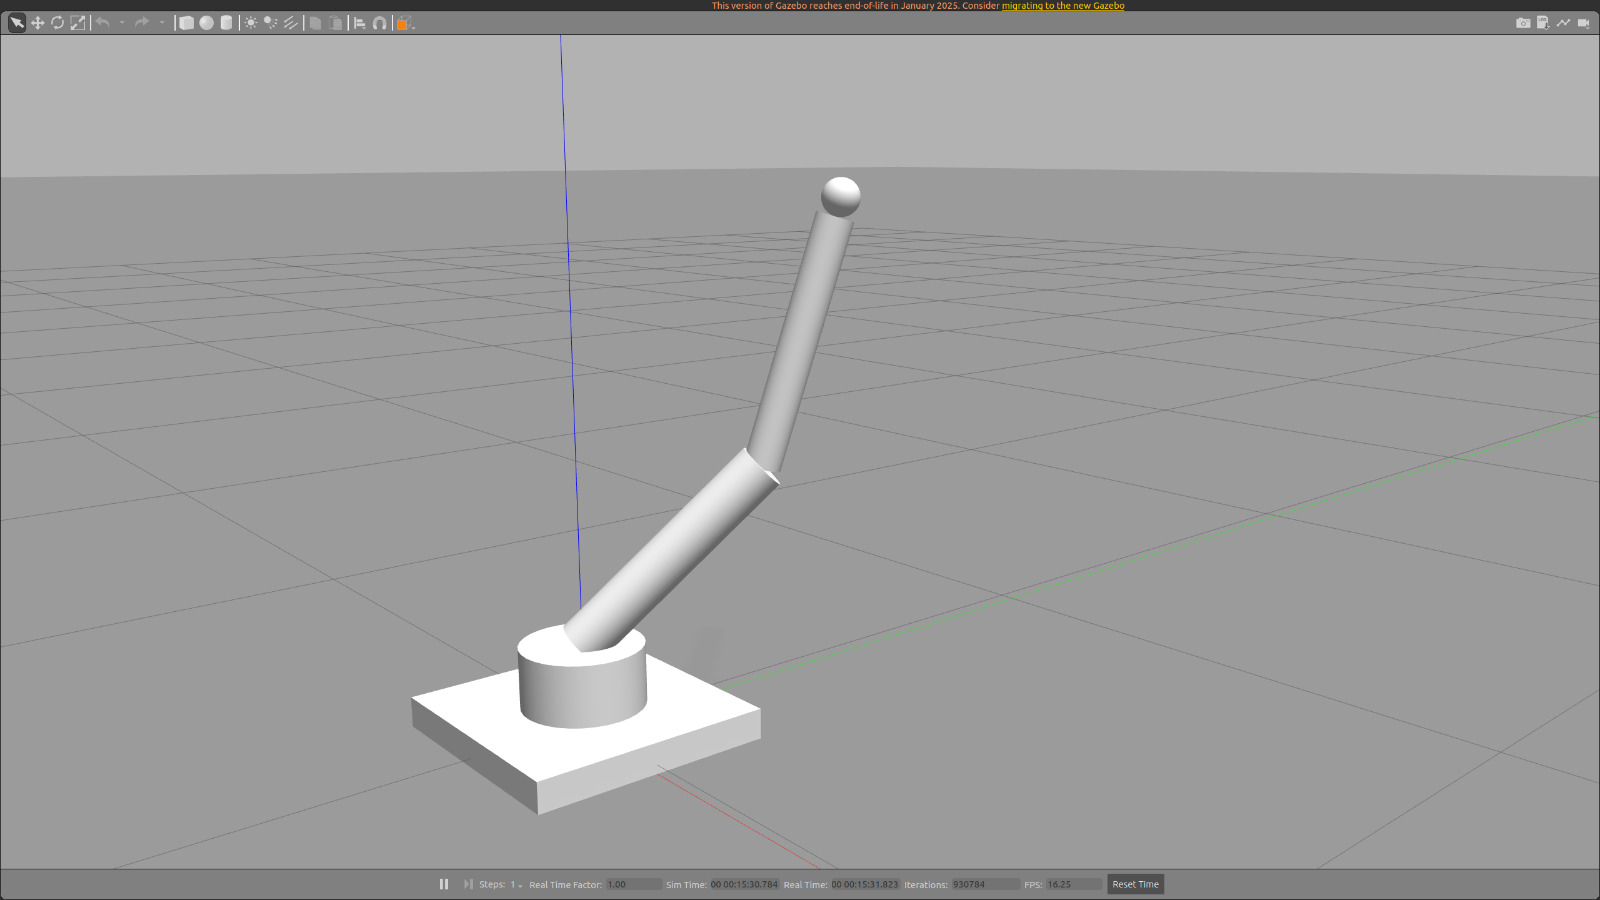 This version of Gazebo reaches end-of-life in January 2025. Consider migrating to the new Gazebo
Steps: 1 Real Time Factor: 1.00 Sim Time: 00 00:15:30.784 Real Time: 00 00:15:31.823 Iterations: 930784 FPS: 16.25 Reset Time